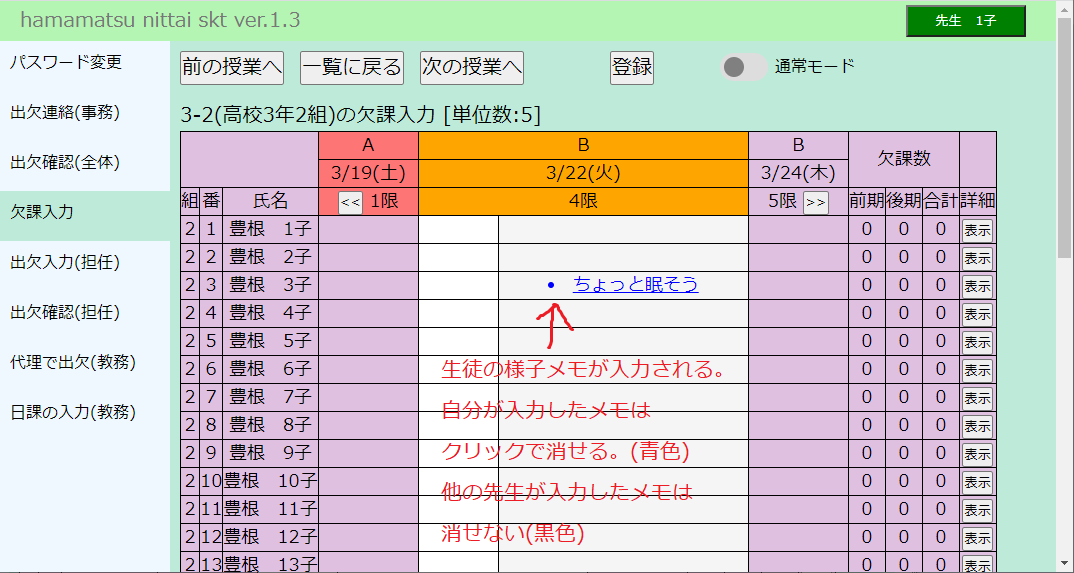 hamamatsu nittai skt ver.1.3
先生　1子
パスワード変更
出欠連絡(事務)
出欠確認(全体)
欠課入力
出欠入力(担任)
出欠確認(担任)
代理で出欠(教務)
日課の入力(教務)
前の授業へ 一覧に戻る 次の授業へ 登録 通常モード
3-2(高校3年2組)の欠課入力 [単位数:5]
A B B 欠課数
3/19(土) 3/22(火) 3/24(木)
組 番 氏名 << 1限 4限 5限 >> 前期 後期 合計 詳細
2 1 豊根　1子 0 0 0 表示
2 2 豊根　2子 0 0 0 表示
2 3 豊根　3子 • ちょっと眠そう 0 0 0 表示
2 4 豊根　4子 0 0 0 表示
2 5 豊根　5子 0 0 0 表示
2 6 豊根　6子 0 0 0 表示
2 7 豊根　7子 0 0 0 表示
2 8 豊根　8子 0 0 0 表示
2 9 豊根　9子 0 0 0 表示
2 10 豊根　10子 0 0 0 表示
2 11 豊根　11子 0 0 0 表示
2 12 豊根　12子 0 0 0 表示
2 13 豊根　13子 0 0 0 表示
生徒の様子メモが入力される。
自分が入力したメモは
クリックで消せる。(青色)
他の先生が入力したメモは
消せない(黒色)